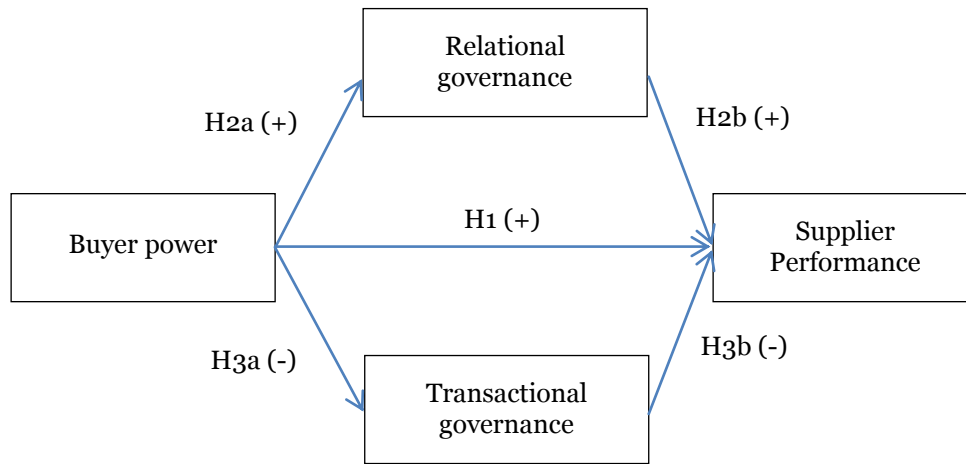 Relational
governance
H2a (+)
H2b (+)
H1 (+)
Buyer power
Supplier
Performance
H3a (-)
H3b (-)
Transactional
governance